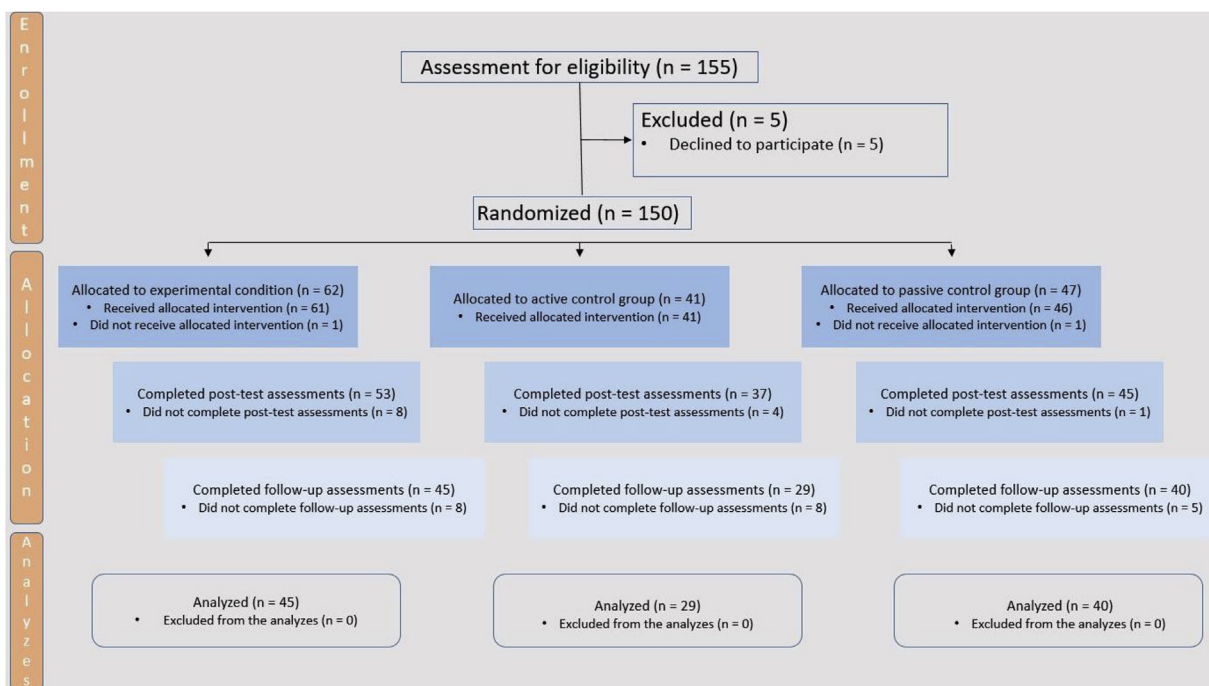 Enrollment
Assessment for eligibility (n = 155)
Excluded (n = 5)
• Declined to participate (n = 5)
Randomized (n = 150)
Allocation
Allocated to experimental condition (n = 62)
• Received allocated intervention (n = 61)
• Did not receive allocated intervention (n = 1)
Allocated to active control group (n = 41)
• Received allocated intervention (n = 41)
Allocated to passive control group (n = 47)
• Received allocated intervention (n = 46)
• Did not receive allocated intervention (n = 1)
Completed post-test assessments (n = 53)
• Did not complete post-test assessments (n = 8)
Completed post-test assessments (n = 37)
• Did not complete post-test assessments (n = 4)
Completed post-test assessments (n = 45)
• Did not complete post-test assessments (n = 1)
Completed follow-up assessments (n = 45)
• Did not complete follow-up assessments (n = 8)
Completed follow-up assessments (n = 29)
• Did not complete follow-up assessments (n = 8)
Completed follow-up assessments (n = 40)
• Did not complete follow-up assessments (n = 5)
Analyzes
Analyzed (n = 45)
• Excluded from the analyzes (n = 0)
Analyzed (n = 29)
• Excluded from the analyzes (n = 0)
Analyzed (n = 40)
• Excluded from the analyzes (n = 0)